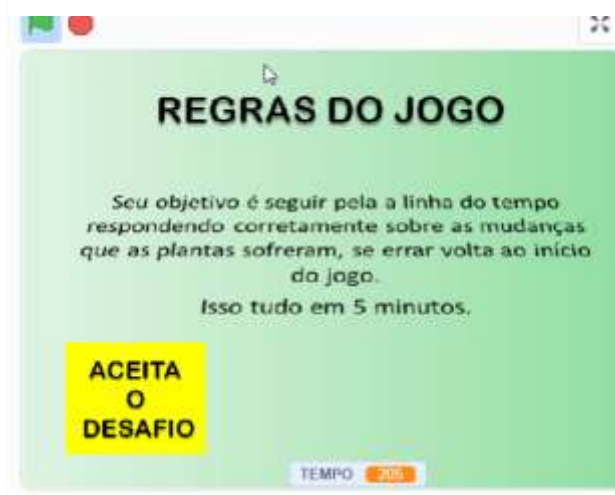 REGRAS DO JOGO
Seu objetivo é seguir pela a linha do tempo
respondendo corretamente sobre as mudanças
que as plantas sofreram, se errar volta ao início
do jogo.
Isso tudo em 5 minutos.
ACEITA
O
DESAFIO
TEMPO 205